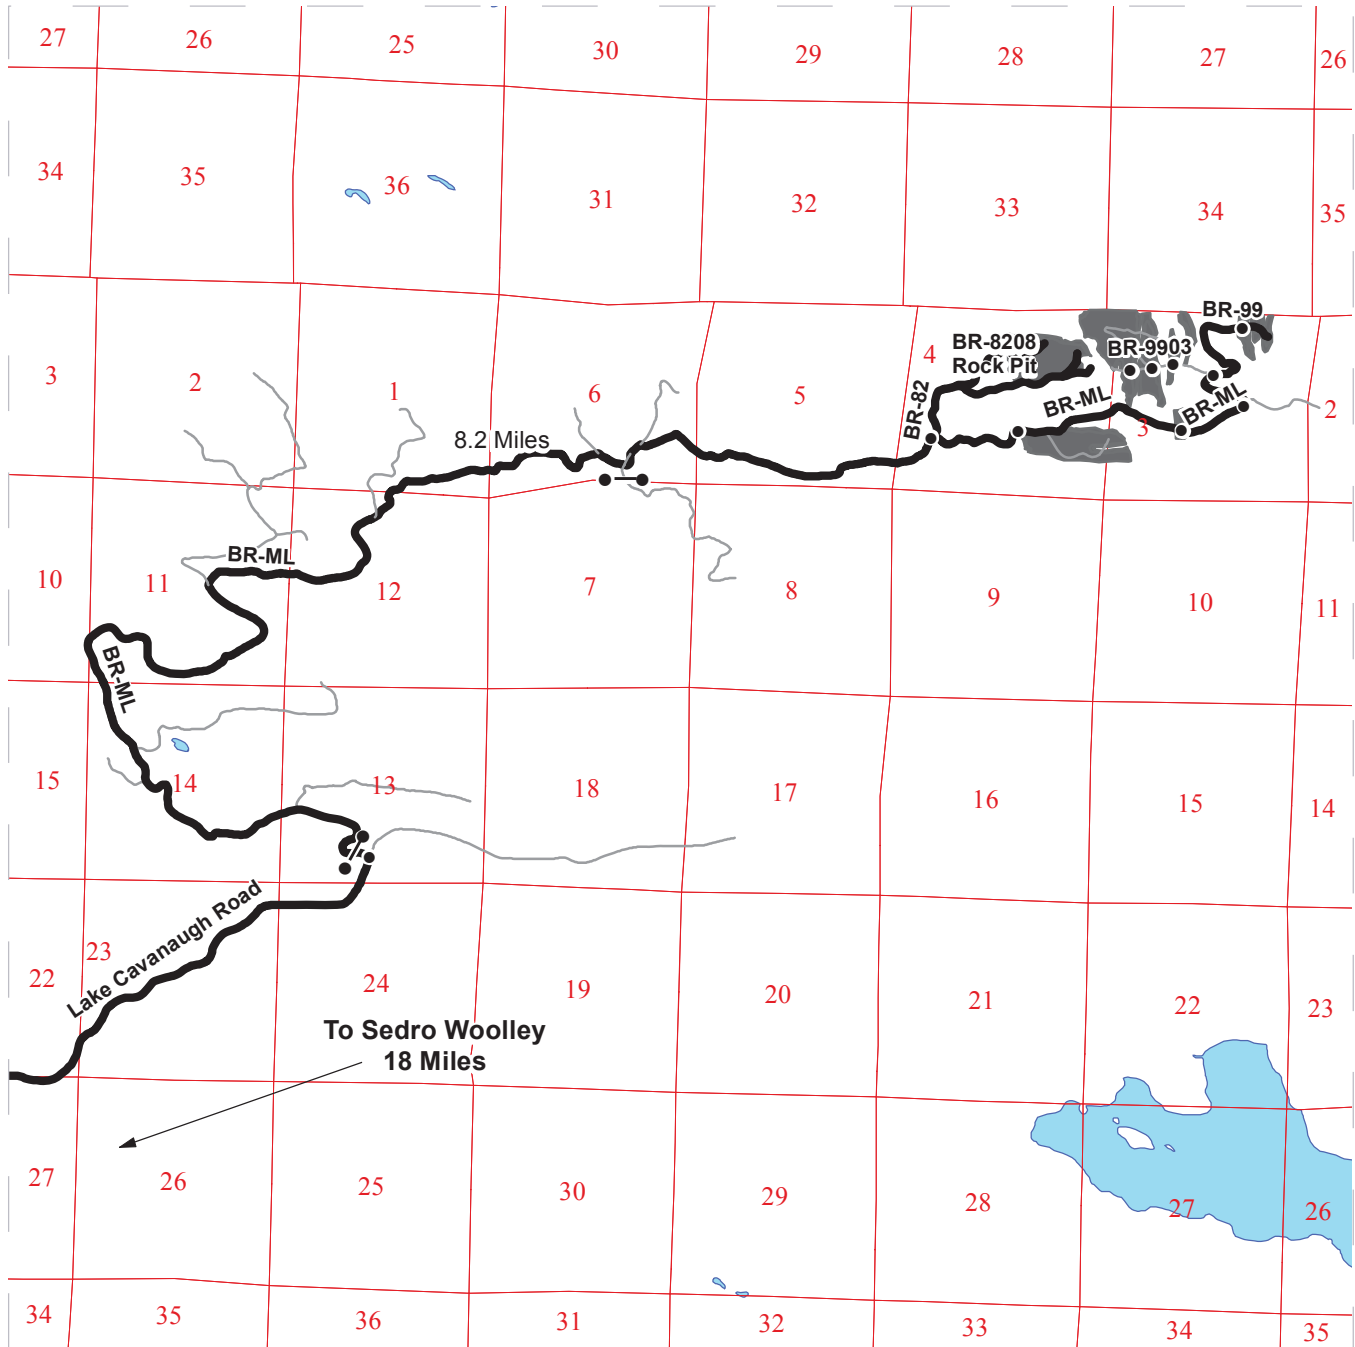 27 26 25 30 29 28 27 26
34 35 36 31 32 33 34 35
BR-99
3 2 1 6 5 4 3 2
BR-8208
Rock Pit
BR-9903
BR-82
BR-ML
BR-ML
8.2 Miles
BR-ML
10 11 12 7 8 9 10 11
BR-ML
15 14 13 18 17 16 15 14
Lake Cavanaugh Road
22 23 24 19 20 21 22 23
To Sedro Woolley
18 Miles
27 26 25 30 29 28 27 26
34 35 36 31 32 33 34 35